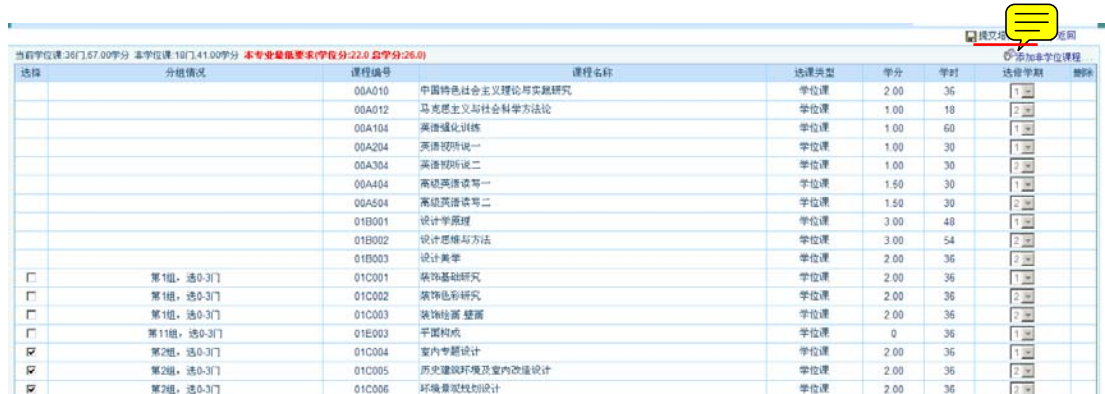 提交培 返回
当前学位课:36门,67.00学分 非学位课:18门,41.00学分 本专业最低要求(学位分:22.0 总学分:26.0)
添加非学位课程...
选择 分组情况 课程编号 课程名称 选课类型 学分 学时 选修学期 删除
00A010 中国特色社会主义理论与实践研究 学位课 2.00 36 1
00A012 马克思主义与社会科学方法论 学位课 1.00 18 2
00A104 英语强化训练 学位课 1.00 60 1
00A204 英语视听说一 学位课 1.00 30 1
00A304 英语视听说二 学位课 1.00 30 2
00A404 高级英语读写一 学位课 1.50 30 1
00A504 高级英语读写二 学位课 1.50 30 2
01B001 设计学原理 学位课 3.00 48 1
01B002 设计思维与方法 学位课 3.00 54 2
01B003 设计美学 学位课 2.00 36 2
第1组，选0-3门 01C001 装饰基础研究 学位课 2.00 36 1
第1组，选0-3门 01C002 装饰色彩研究 学位课 2.00 36 2
第1组，选0-3门 01C003 装饰绘画 壁画 学位课 2.00 36 2
第11组，选0-3门 01E003 平面构成 学位课 0 36 1
第2组，选0-3门 01C004 室内专题设计 学位课 2.00 36 1
第2组，选0-3门 01C005 历史建筑环境及室内改造设计 学位课 2.00 36 2
第2组，选0-3门 01C006 环境景观规划设计 学位课 2.00 36 2